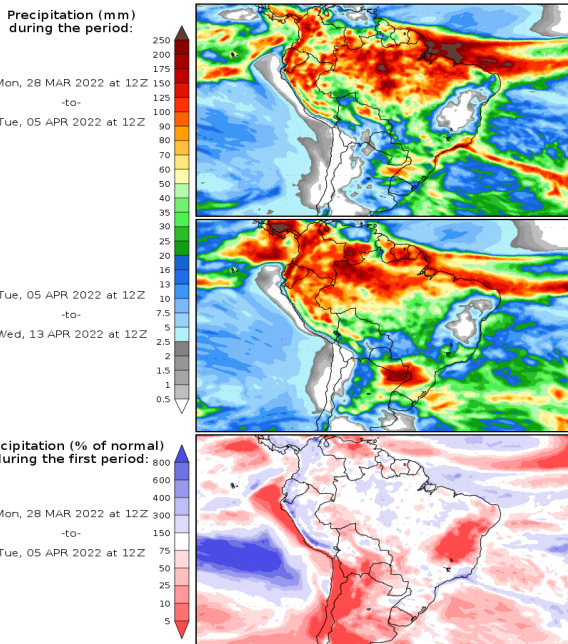 Precipitation (mm)
during the period:
250
225
200
175
150
125
100
90
80
70
60
50
40
35
30
25
20
16
13
10
7.5
5
2.5
2
1.5
1
0.5
Mon, 28 MAR 2022 at 12Z
-to-
Tue, 05 APR 2022 at 12Z
Tue, 05 APR 2022 at 12Z
-to-
Wed, 13 APR 2022 at 12Z
cipitation (% of normal)
during the first period:
800
600
400
300
150
75
50
25
10
5
Mon, 28 MAR 2022 at 12Z
-to-
Tue, 05 APR 2022 at 12Z